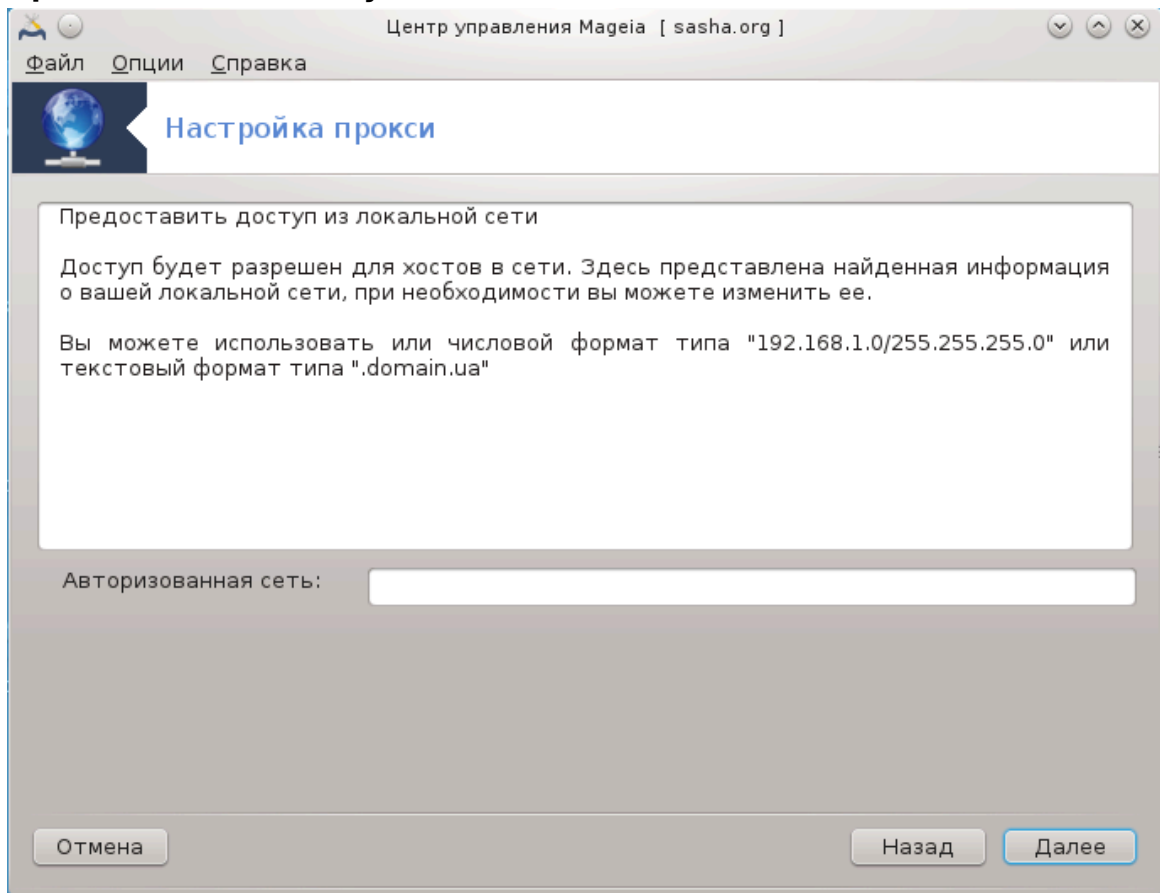 Центр управления Mageia [ sasha.org ]
Файл Опции Справка
Настройка прокси
Предоставить доступ из локальной сети
Доступ будет разрешен для хостов в сети. Здесь представлена найденная информация
о вашей локальной сети, при необходимости вы можете изменить ее.
Вы можете использовать или числовой формат типа "192.168.1.0/255.255.255.0" или
текстовый формат типа ".domain.ua"
Авторизованная сеть:
Отмена Назад Далее